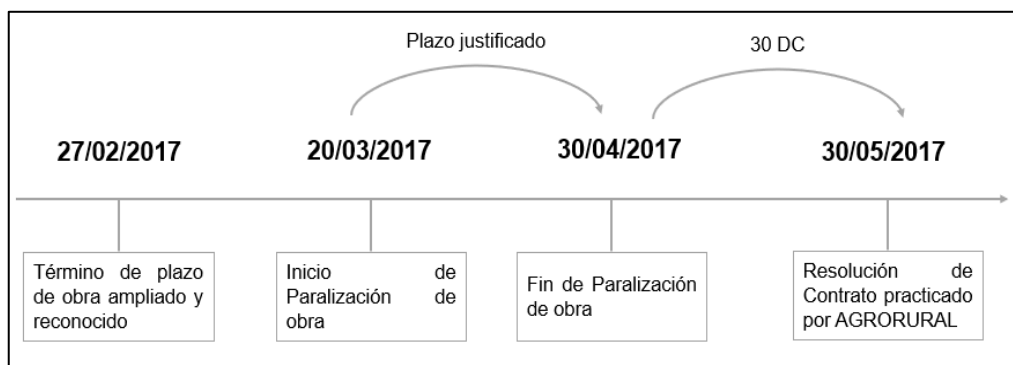 Plazo justificado
30 DC
27/02/2017
20/03/2017
30/04/2017
30/05/2017
Término de plazo
de obra ampliado y
reconocido
Inicio de
Paralización de
obra
Fin de Paralización
de obra
Resolución de
Contrato practicado
por AGRORURAL